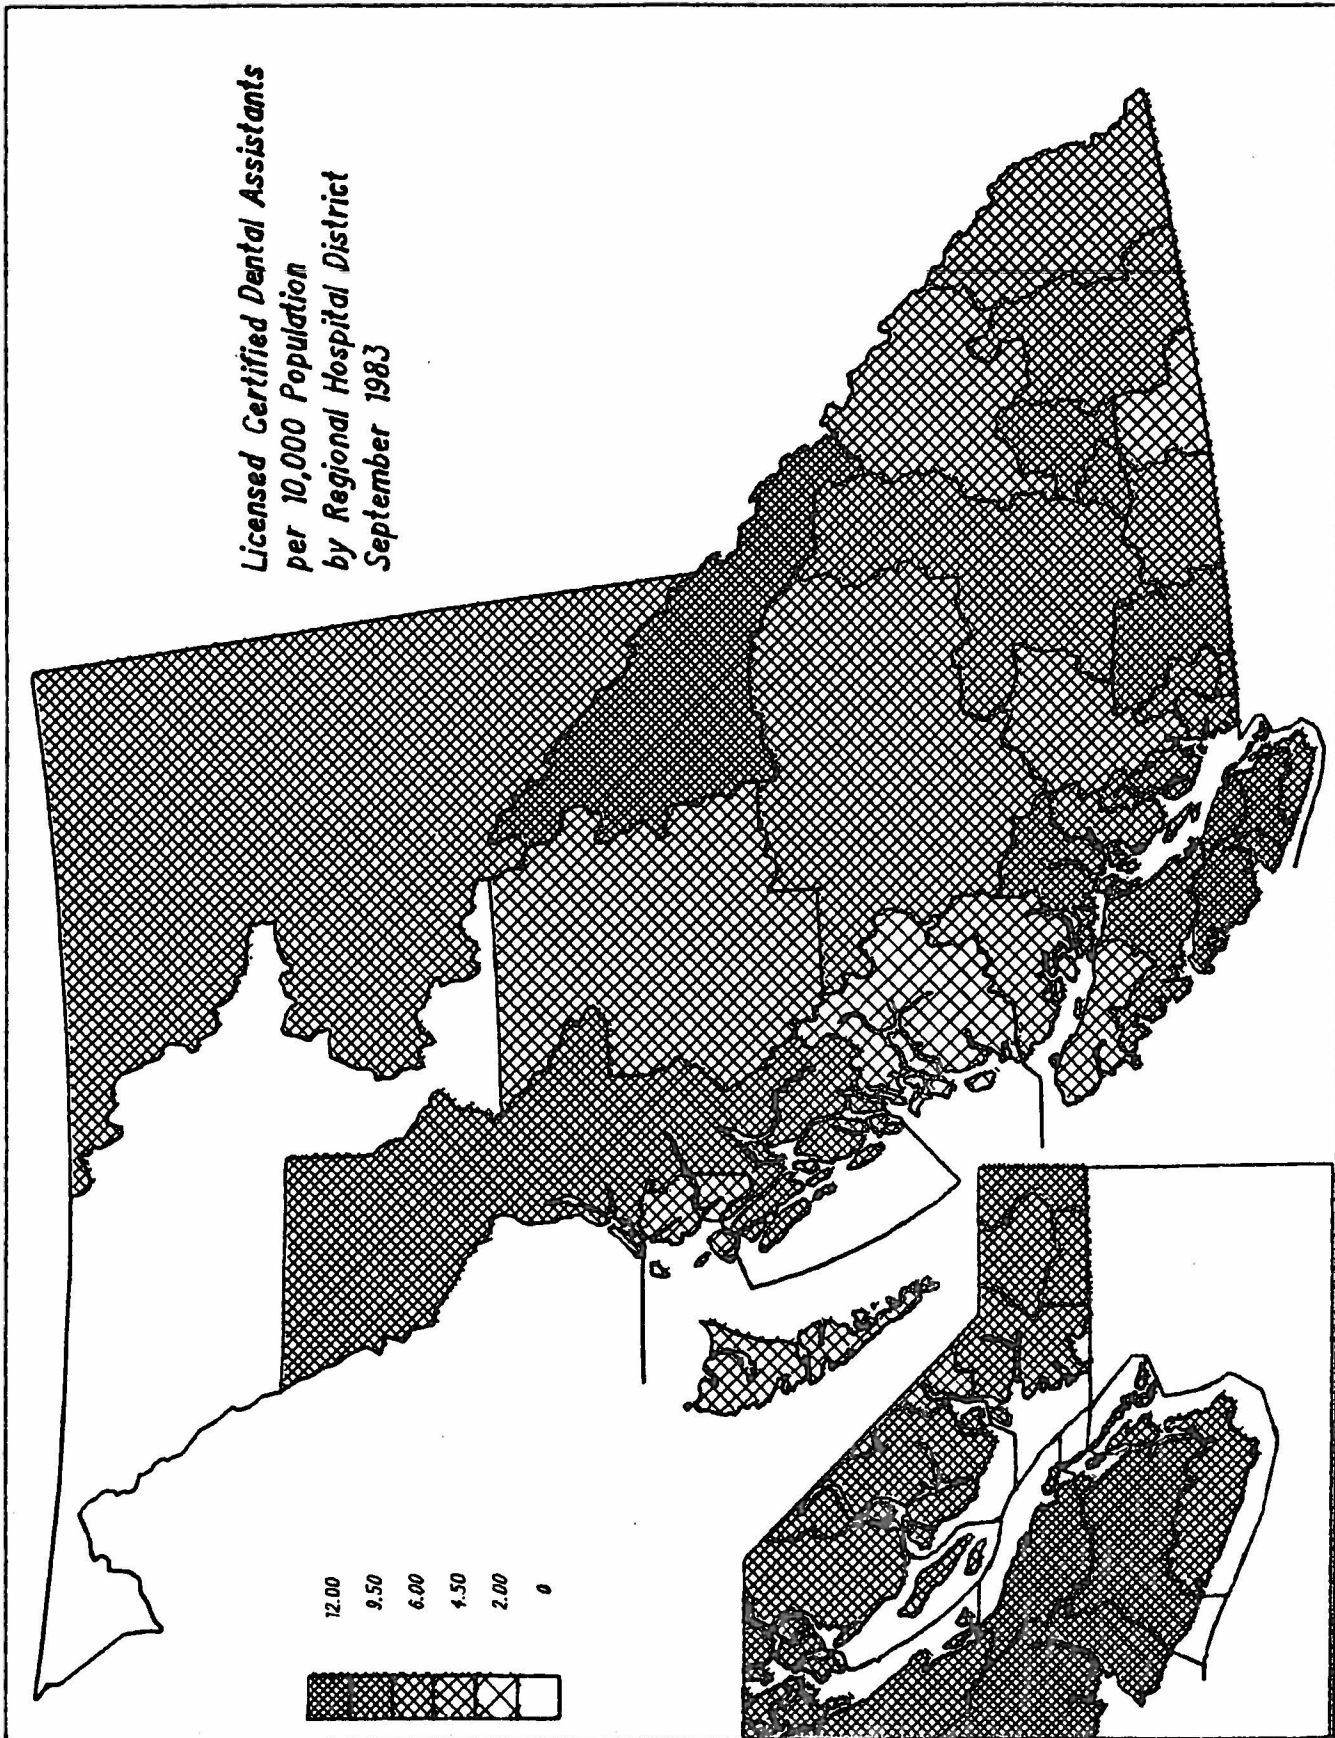 Licensed Certified Dental Assistants
per 10,000 Population
by Regional Hospital District
September 1983
12.00
9.50
6.00
4.50
2.00
0